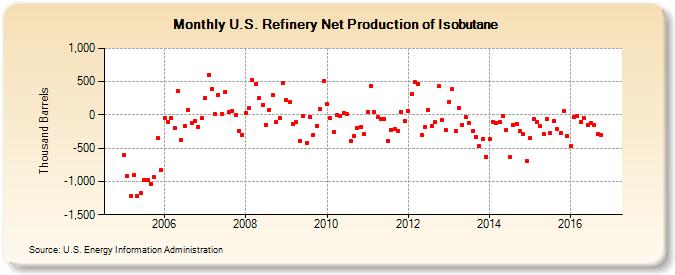 Monthly U.S. Refinery Net Production of Isobutane
Thousand Barrels
1,000
500
0
-500
-1,000
-1,500
2006 2008 2010 2012 2014 2016
Source: U.S. Energy Information Administration